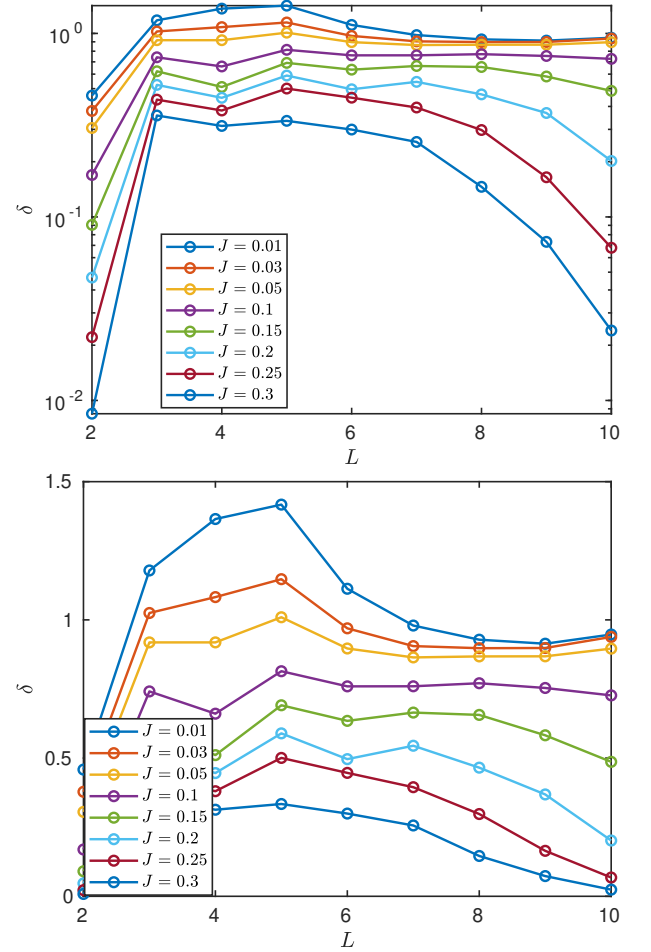 10^0
10^-1
10^-2
δ
J = 0.01
J = 0.03
J = 0.05
J = 0.1
J = 0.15
J = 0.2
J = 0.25
J = 0.3
2 4 6 8 10
L
1.5
1
0.5
0
δ
J = 0.01
J = 0.03
J = 0.05
J = 0.1
J = 0.15
J = 0.2
J = 0.25
J = 0.3
2 4 6 8 10
L